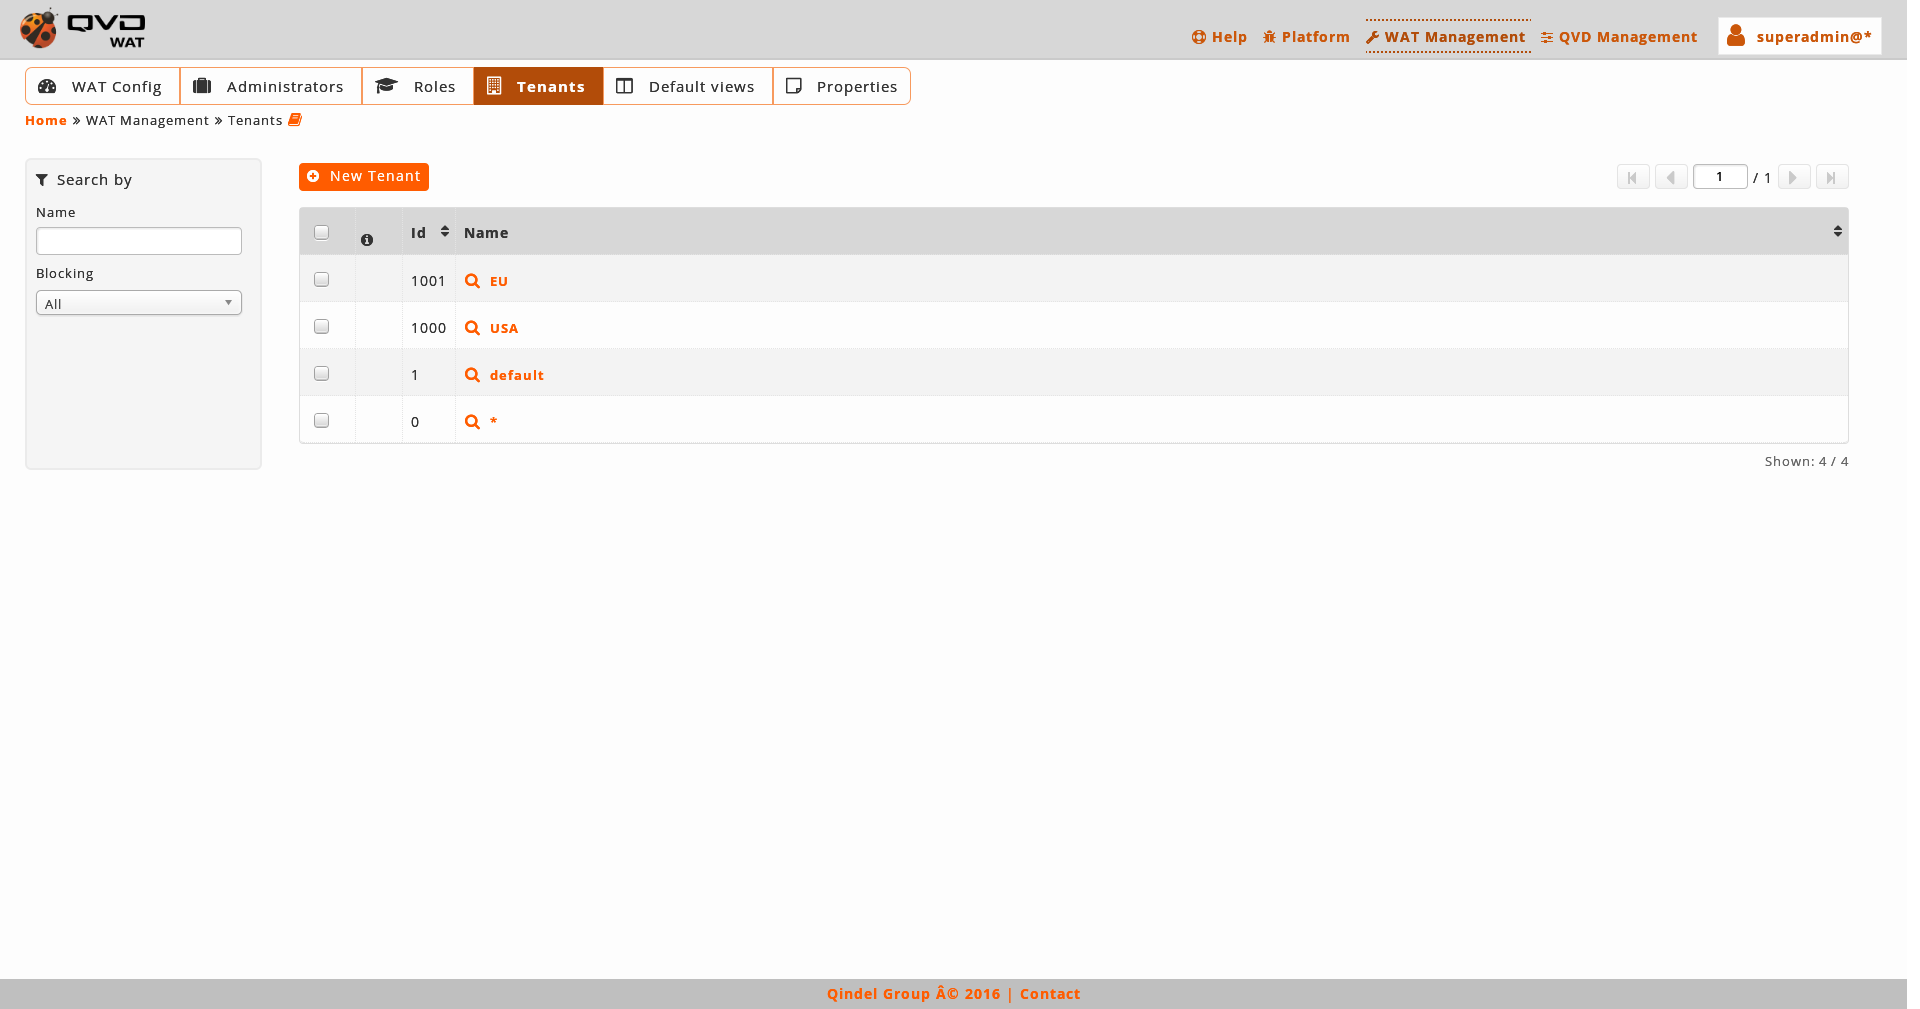 QVD
WAT
Help Platform WAT Management QVD Management superadmin@*
WAT Config Administrators Roles Tenants Default views Properties
Home » WAT Management » Tenants
Search by
Name
Blocking
All
New Tenant
1 / 1
Id Name
1001 EU
1000 USA
1 default
0 *
Shown: 4 / 4
Qindel Group Â© 2016 | Contact